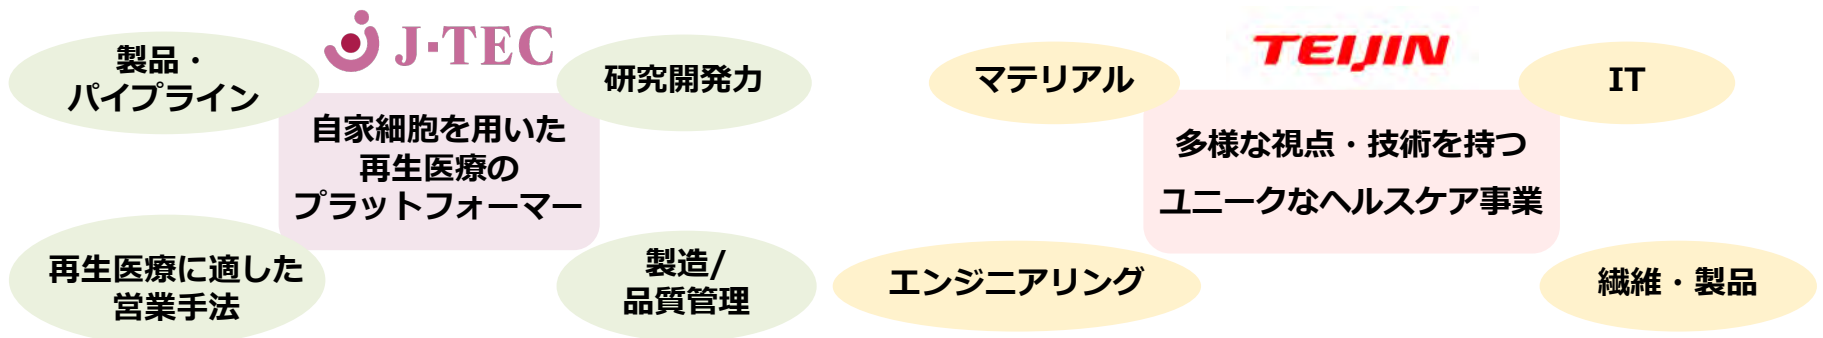 J-TEC
製品・
パイプライン
研究開発力
自家細胞を用いた
再生医療の
プラットフォーマー
再生医療に適した
営業手法
製造/
品質管理
TEIJIN
マテリアル
IT
多様な視点・技術を持つ
ユニークなヘルスケア事業
エンジニアリング
繊維・製品